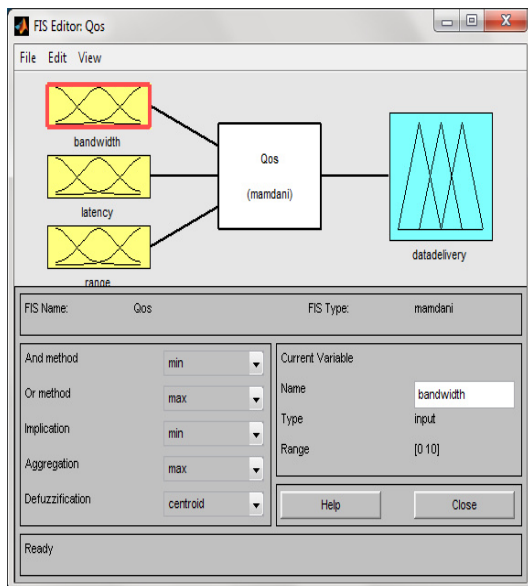 FIS Editor: Qos
File Edit View
bandwidth
latency
range
Qos
(mamdani)
datadelivery
FIS Name: Qos FIS Type: mamdani
And method min
Or method max
Implication min
Aggregation max
Defuzzification centroid
Current Variable
Name bandwidth
Type input
Range [0 10]
Help Close
Ready